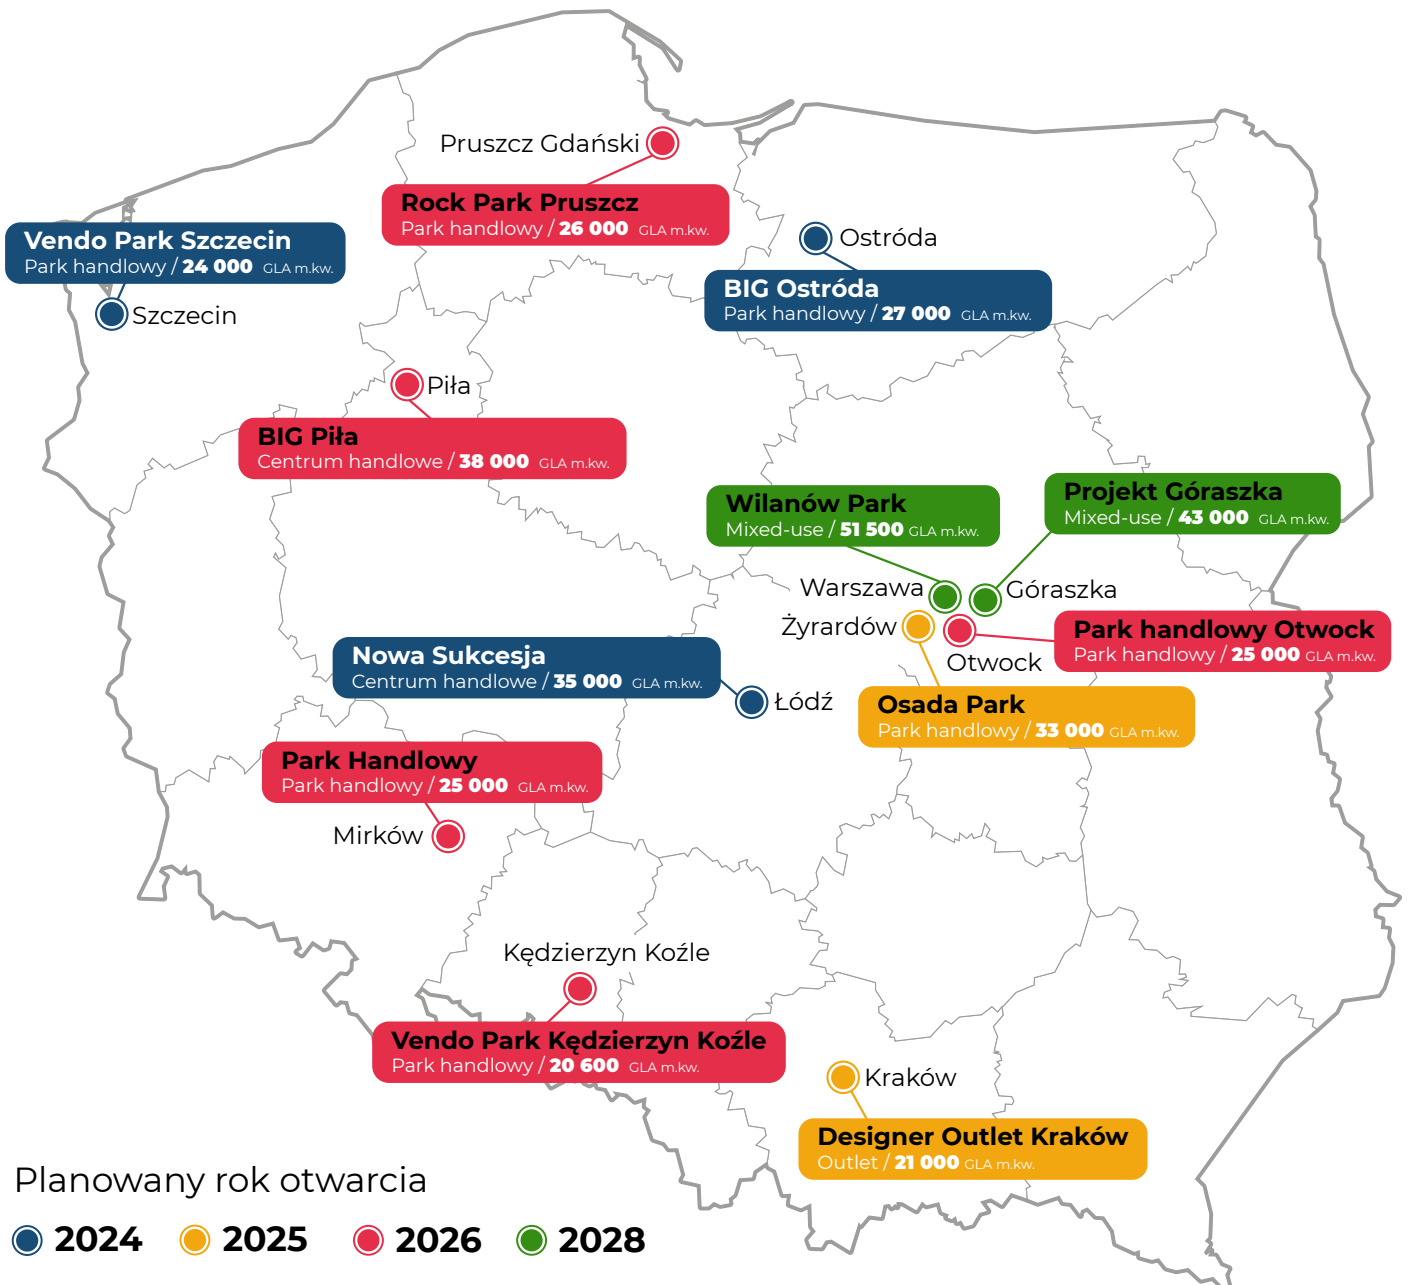 Pruszcz Gdański
Rock Park Pruszcz
Park handlowy / 26 000 GLA m.kw.
Vendo Park Szczecin
Park handlowy / 24 000 GLA m.kw.
Szczecin
Ostróda
BIG Ostróda
Park handlowy / 27 000 GLA m.kw.
Piła
BIG Piła
Centrum handlowe / 38 000 GLA m.kw.
Wilanów Park
Mixed-use / 51 500 GLA m.kw.
Projekt Góraszka
Mixed-use / 43 000 GLA m.kw.
Warszawa
Góraszka
Żyrardów
Otwock
Park handlowy Otwock
Park handlowy / 25 000 GLA m.kw.
Nowa Sukcesja
Centrum handlowe / 35 000 GLA m.kw.
Łódź
Osada Park
Park handlowy / 33 000 GLA m.kw.
Park Handlowy
Park handlowy / 25 000 GLA m.kw.
Mirków
Kędzierzyn Koźle
Vendo Park Kędzierzyn Koźle
Park handlowy / 20 600 GLA m.kw.
Kraków
Designer Outlet Kraków
Outlet / 21 000 GLA m.kw.
Planowany rok otwarcia
2024 2025 2026 2028